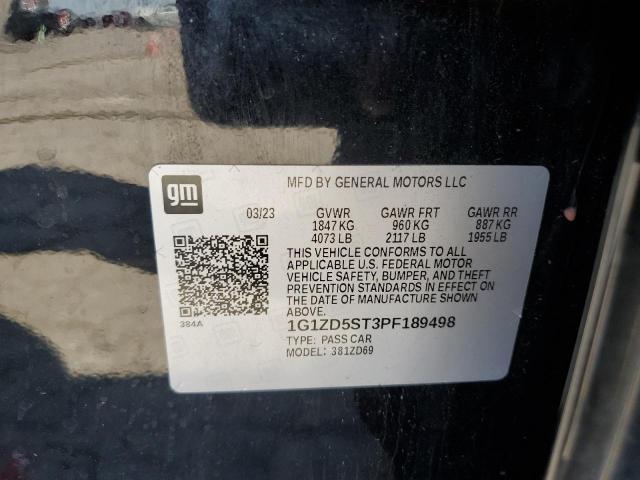 gm
MFD BY GENERAL MOTORS LLC
03/23 GVWR GAWR FRT GAWR RR
1847 KG 960 KG 887 KG
4073 LB 2117 LB 1955 LB
THIS VEHICLE CONFORMS TO ALL
APPLICABLE U.S. FEDERAL MOTOR
VEHICLE SAFETY, BUMPER, AND THEFT
PREVENTION STANDARDS IN EFFECT ON
THE DATE OF MANUFACTURE SHOWN
ABOVE.
384A
1G1ZD5ST3PF189498
TYPE: PASS CAR
MODEL: 381ZD69